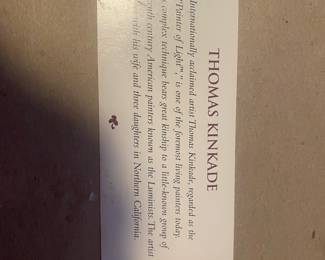 THOMAS KINKADE
Internationally acclaimed artist Thomas Kinkade, regarded as the
"Painter of Light™," is one of the foremost living painters today.
complex technique bears great kinship to a little-known group of
century American painters known as the Luminists. The artist
with his wife and three daughters in Northern California.